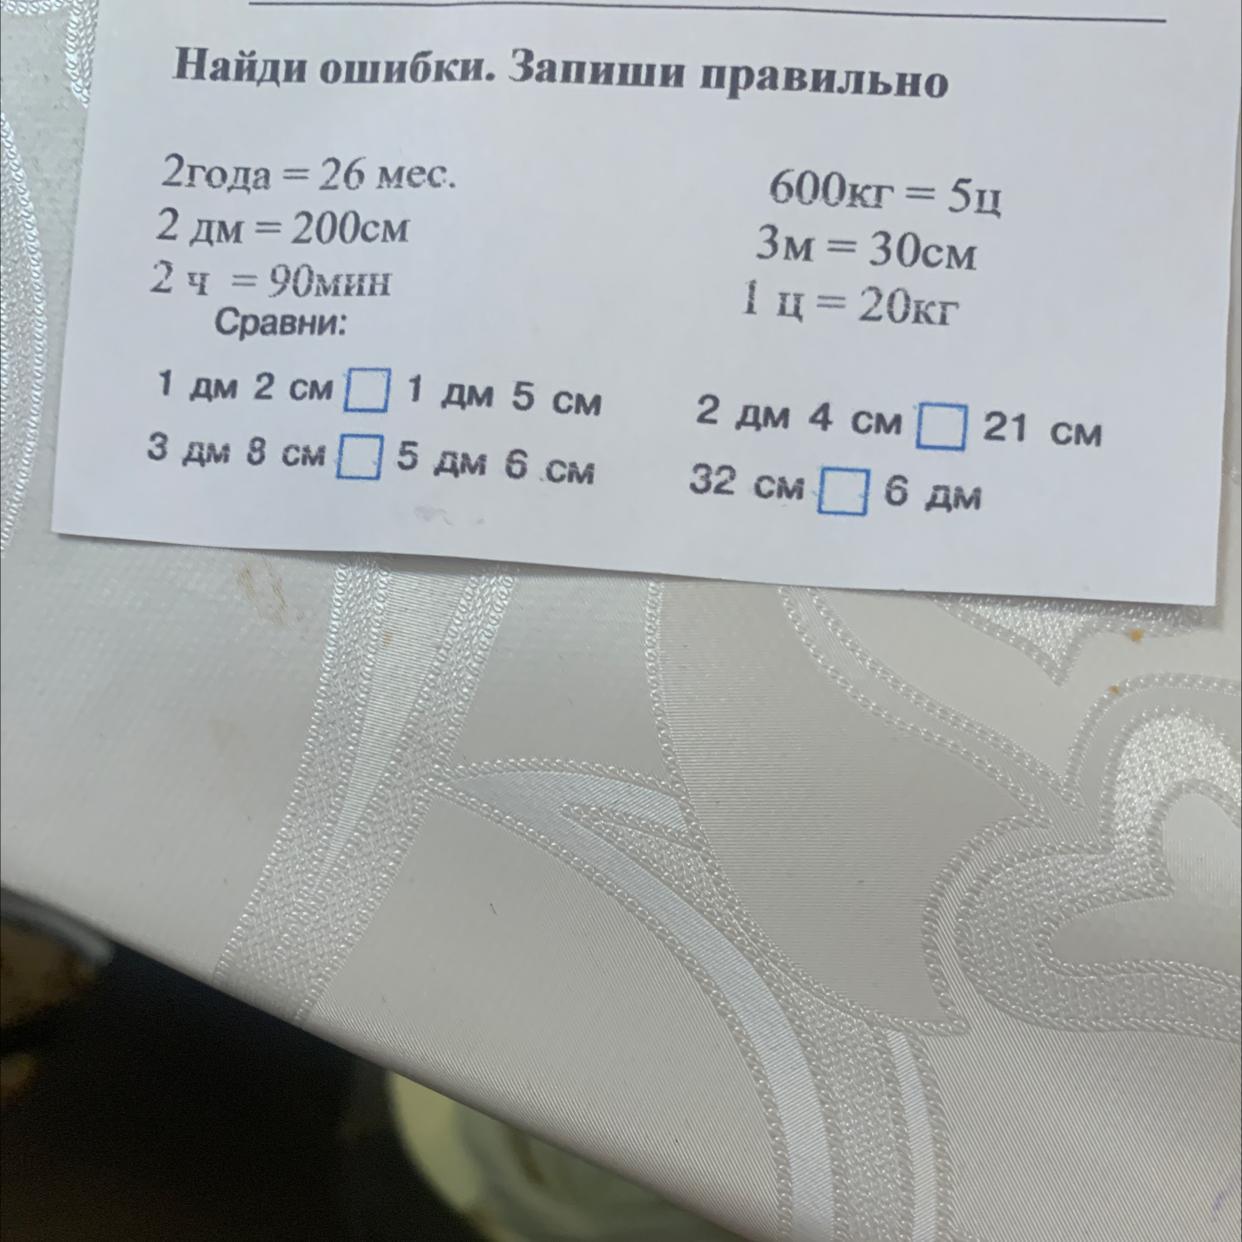 Найди ошибки. Запиши правильно
2года = 26 мес.
2 дм = 200см
2 ч = 90мин
600кг = 5ц
3м = 30см
1 ц = 20кг
Сравни:
1 дм 2 см 1 дм 5 см
3 дм 8 см 5 дм 6 см
2 дм 4 см 21 см
32 см 6 дм